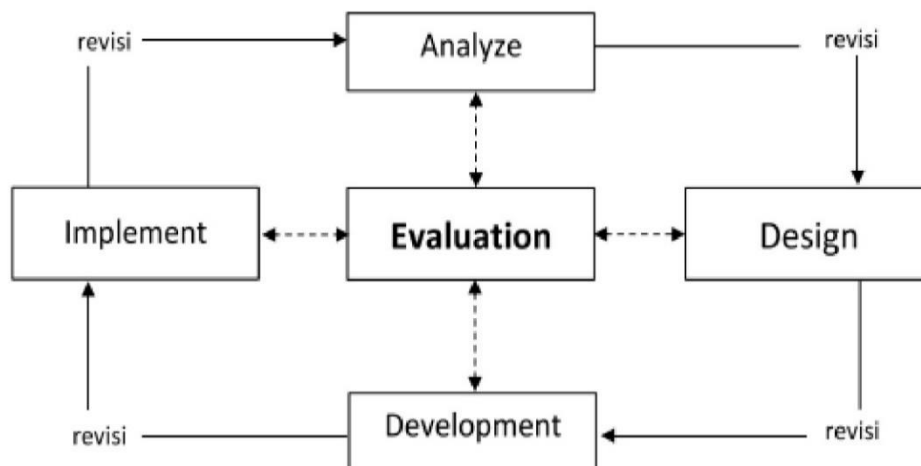 revisi
Analyze
revisi
Implement
Evaluation
Design
revisi
Development
revisi